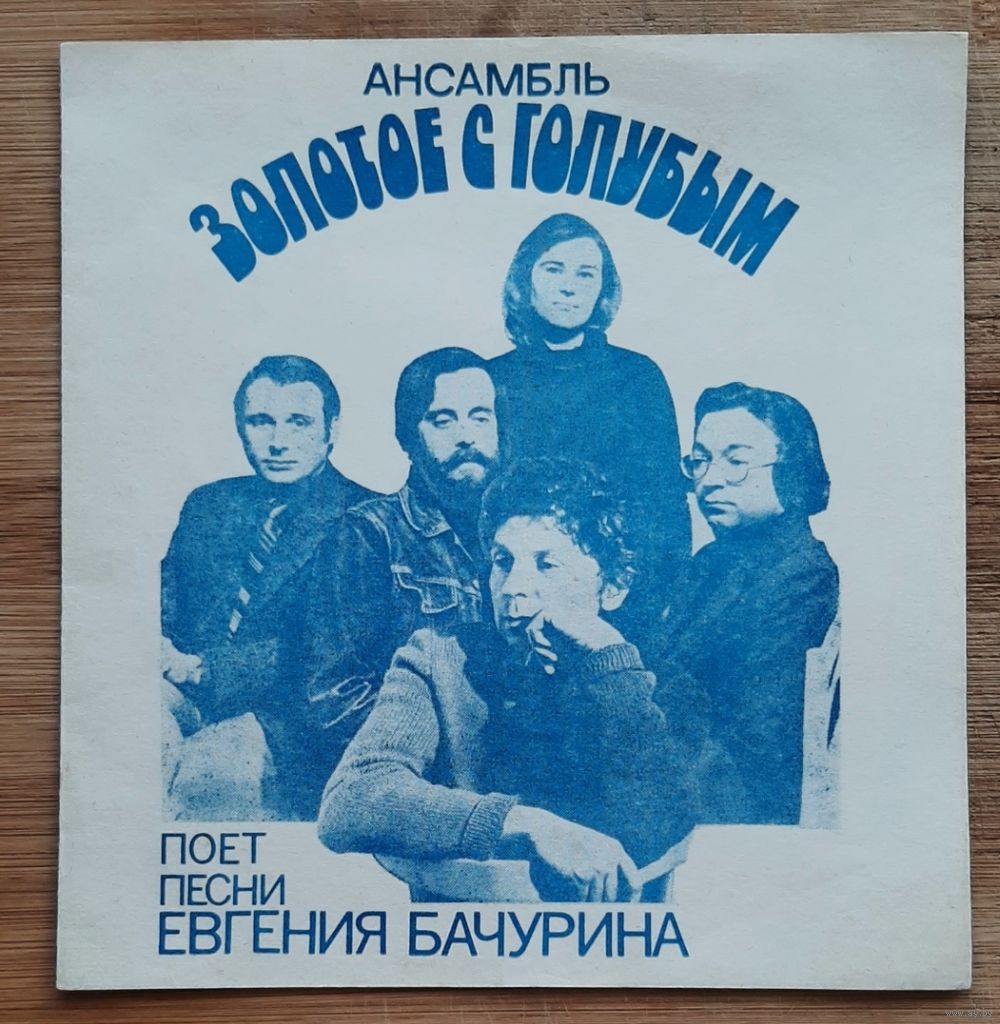 АНСАМБЛЬ
ЗОЛОТОЕ С ГОЛУБЫМ
ПОЕТ
ПЕСНИ
ЕВГЕНИЯ БАЧУРИНА